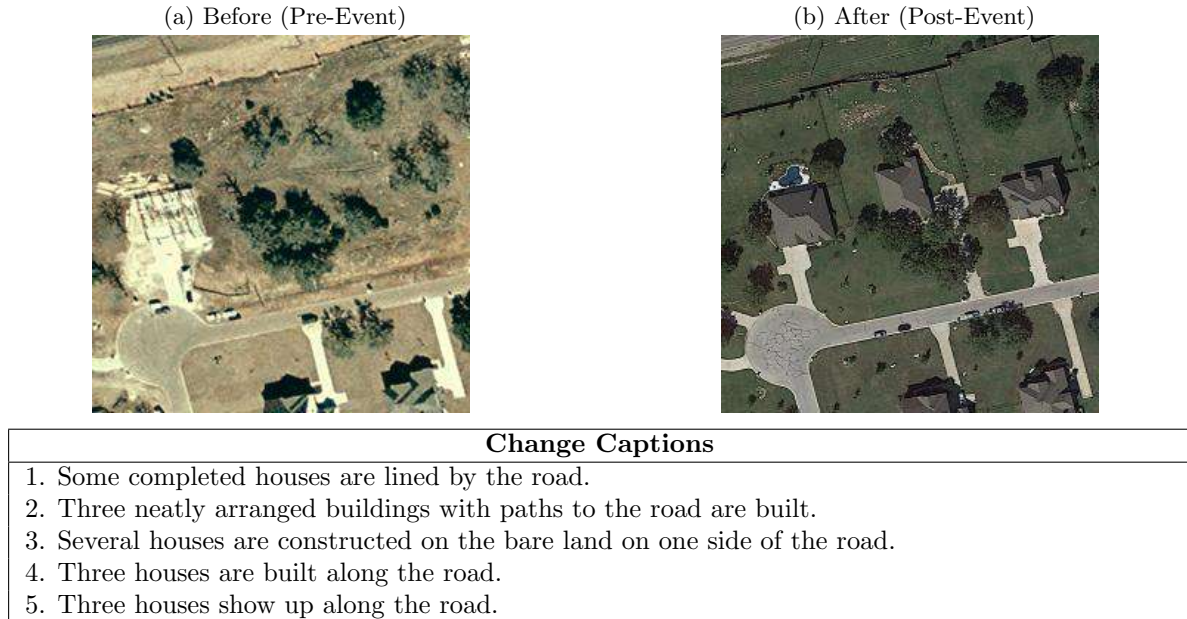 (a) Before (Pre-Event)
(b) After (Post-Event)
Change Captions
1. Some completed houses are lined by the road.
2. Three neatly arranged buildings with paths to the road are built.
3. Several houses are constructed on the bare land on one side of the road.
4. Three houses are built along the road.
5. Three houses show up along the road.